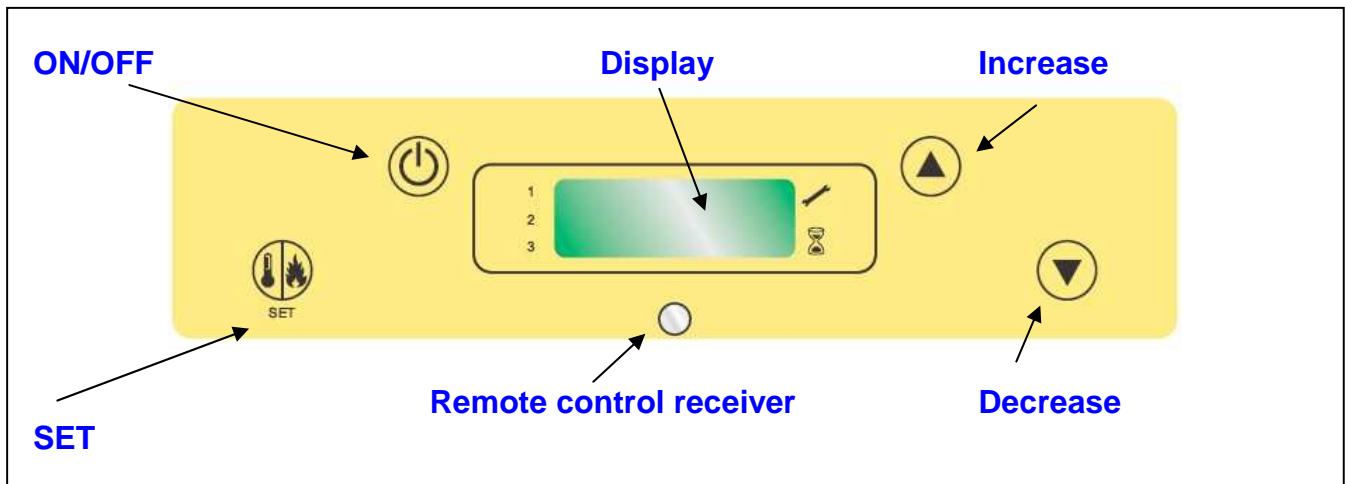 ON/OFF
Display
Increase
1
2
3
SET
Remote control receiver
Decrease
SET